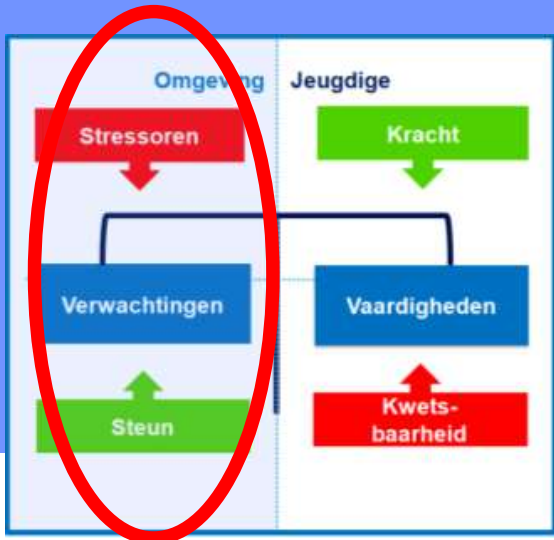 Omgeving
Jeugdige
Stressoren
Kracht
Verwachtingen
Vaardigheden
Steun
Kwets-
baarheid